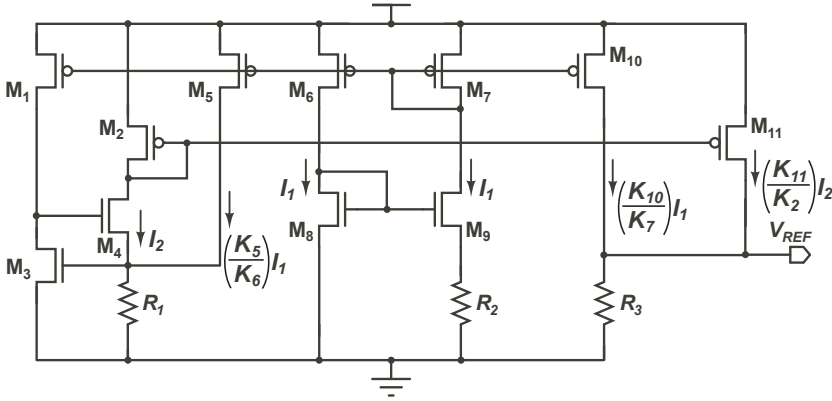 M1
M2
M5
M6
M7
M10
M11
I1
I1
(K10/K7)I1
(K11/K2)I2
VREF
M4
I2
(K5/K6)I1
M8
M9
M3
R1
R2
R3